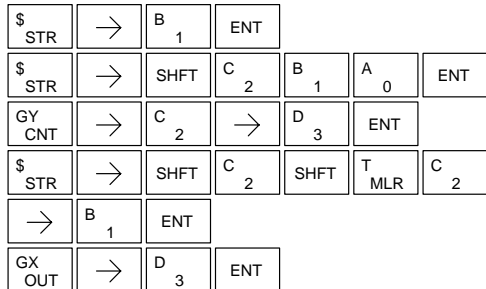 $ STR → B 1 ENT
$ STR → SHFT C 2 B 1 A 0 ENT
GY CNT → C 2 → D 3 ENT
$ STR → SHFT C 2 SHFT T MLR C 2
→ B 1 ENT
GX OUT → D 3 ENT